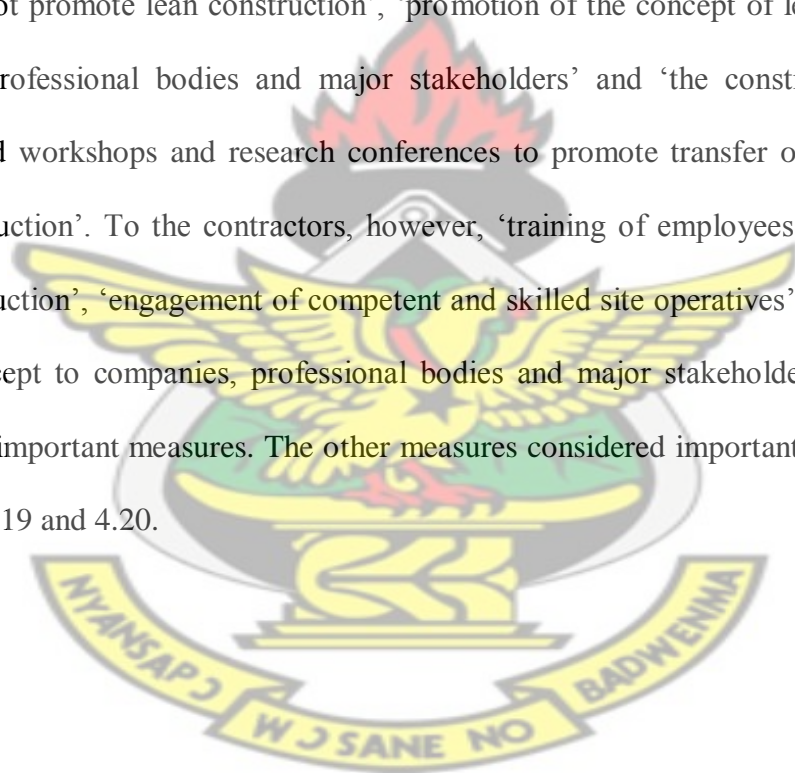 ot promote lean construction’, ‘promotion of the concept of le
rofessional bodies and major stakeholders’ and ‘the consti
d workshops and research conferences to promote transfer o
uction’. To the contractors, however, ‘training of employees
uction’, ‘engagement of competent and skilled site operatives’
cept to companies, professional bodies and major stakeholde
important measures. The other measures considered important
19 and 4.20.
NYANSAPƆ
WƆSANE NO
BADWENMA